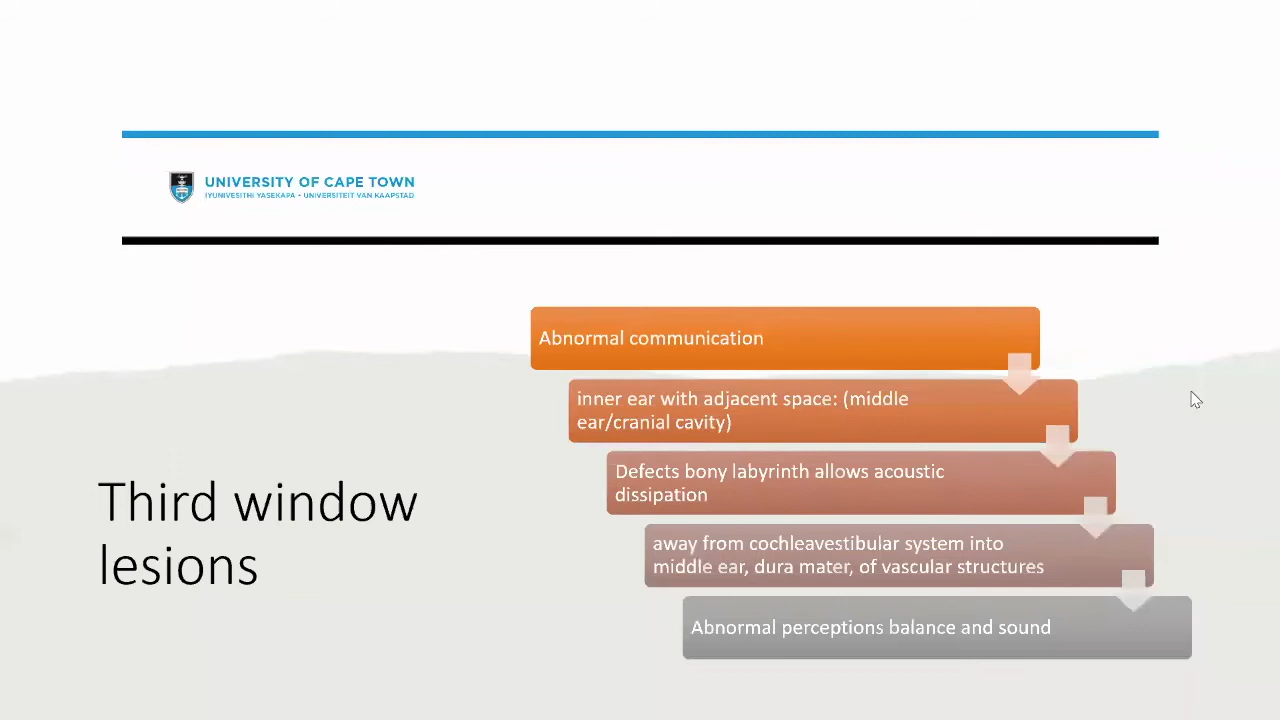 UNIVERSITY OF CAPE TOWN
IYUNIVESITHI YASEKAPA • UNIVERSITEIT VAN KAAPSTAD
Third window
lesions
Abnormal communication
inner ear with adjacent space: (middle
ear/cranial cavity)
Defects bony labyrinth allows acoustic
dissipation
away from cochleavestibular system into
middle ear, dura mater, of vascular structures
Abnormal perceptions balance and sound